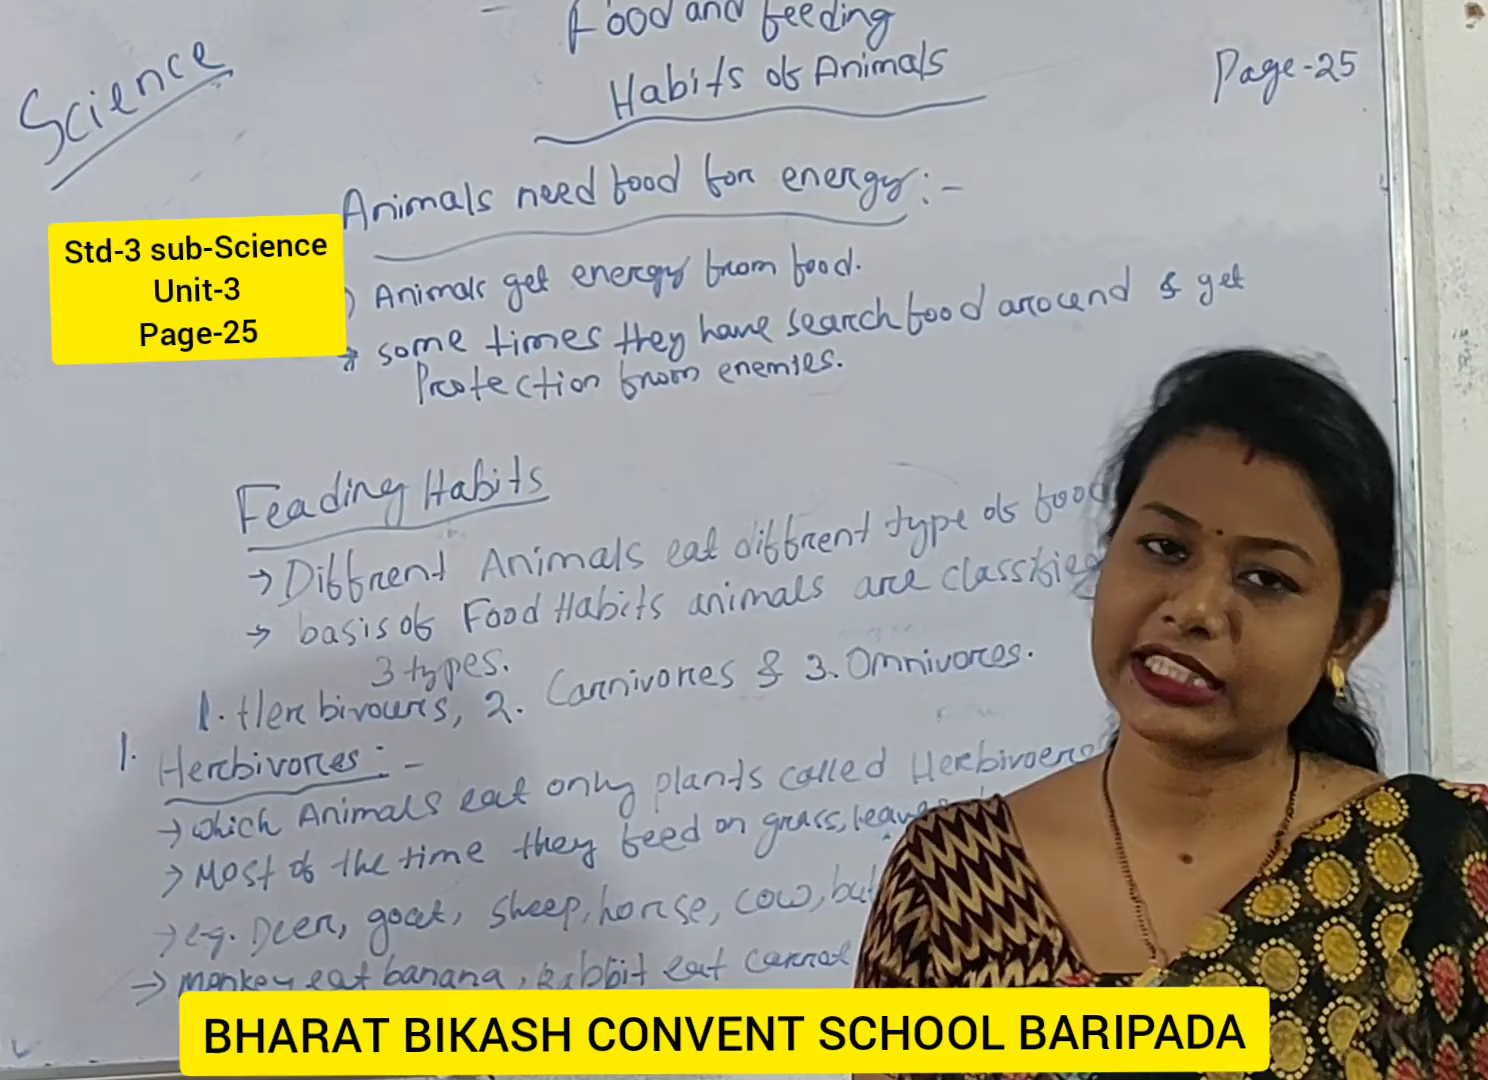 Food and feeding
Habits of Animals
Science
Page-25
Animals need food for energy:-
Std-3 sub-Science
Unit-3
Page-25
Animals get energy from food.
→ some times they have search food around & get
Protection from enemies.
Feading Habits
→ Diffrent Animals eat diffrent type of food
→ basis of Food Habits animals are classified
3 types.
1. Herbivours, 2. Carnivores & 3. Omnivores.
1. Herbivores:-
→ which Animals eat only plants called
→ Most of the time they feed on grass, leaves
→ e.g. Deer, goat, sheep, horse, cow,
→ Monkey eat banana, Rabbit eat carrot
BHARAT BIKASH CONVENT SCHOOL BARIPADA